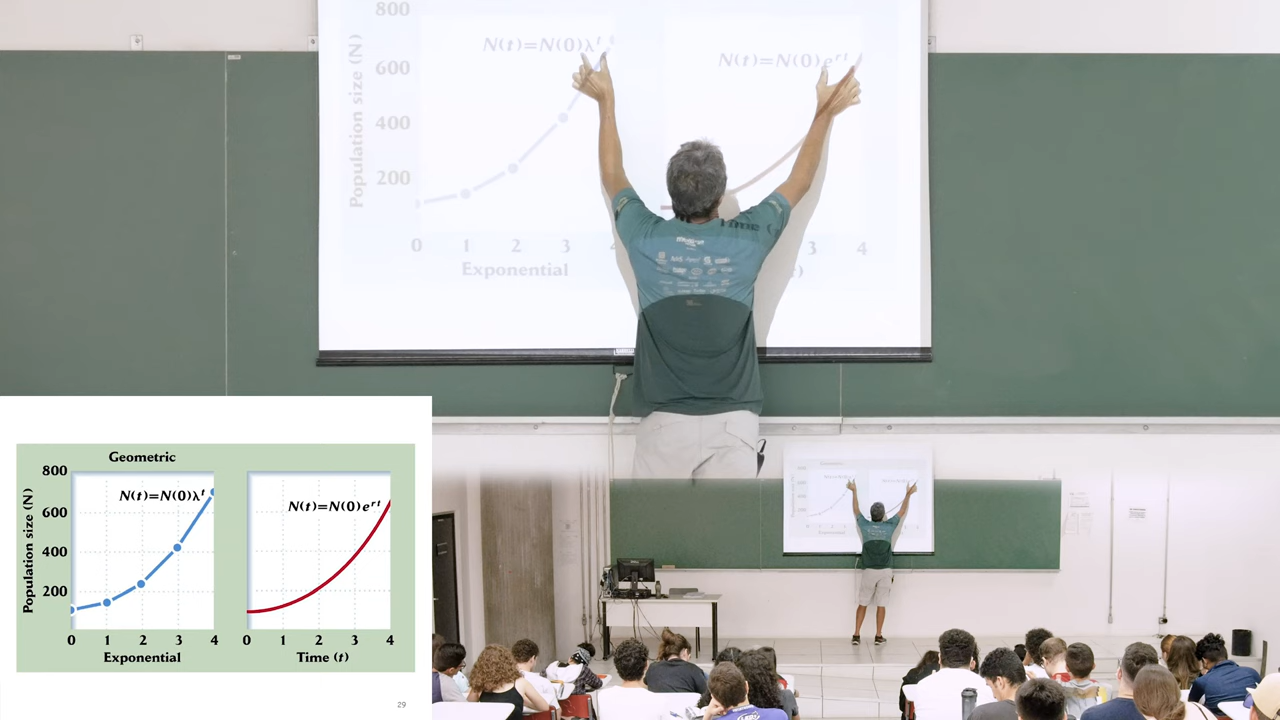 800
600
400
200
Population size (N)
N(t)=N(0)λᵗ
N(t)=N(0)eʳᵗ
0 1 2 3 4
3 4
Exponential
Geometric
800
600
400
200
Population size (N)
N(t)=N(0)λᵗ
0 1 2 3 4
Exponential
N(t)=N(0)eʳᵗ
0 1 2 3 4
Time (t)
29